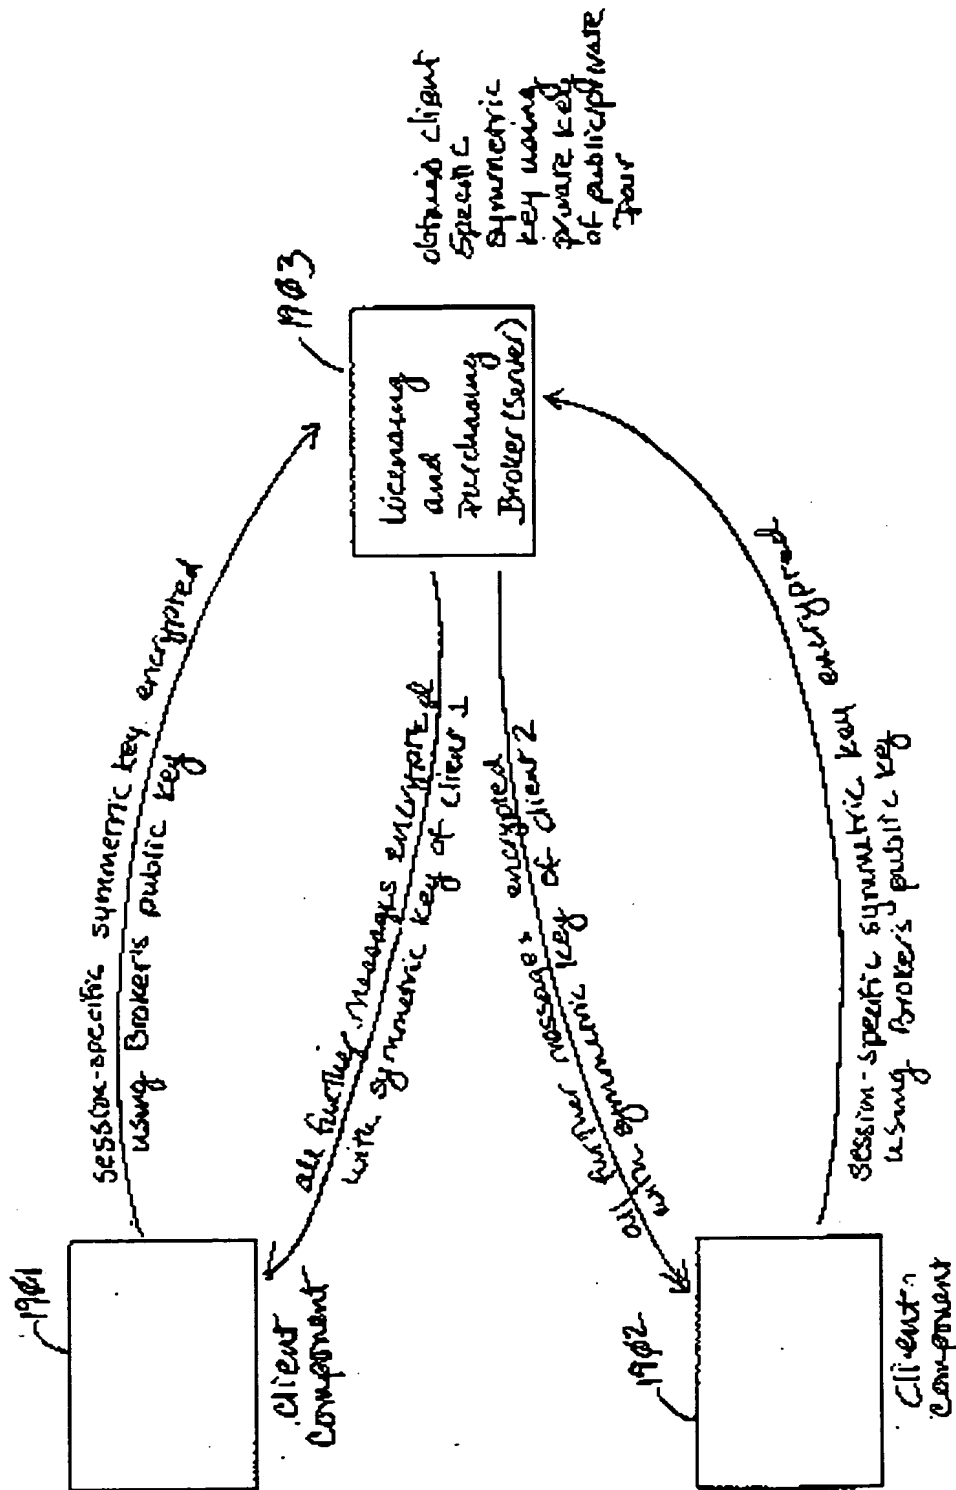 1901
Client
Component
session-specific symmetric key encrypted
using Broker's public key
all further messages encrypted
with symmetric key of client 1
1903
Licensing
and
Purchasing
Broker (Server)
obtains client
specific
symmetric
key using
private key
of public/private
pair
all further messages encrypted
with symmetric key of client 2
1902
Client
component
session-specific symmetric key encrypted
using Broker's public key